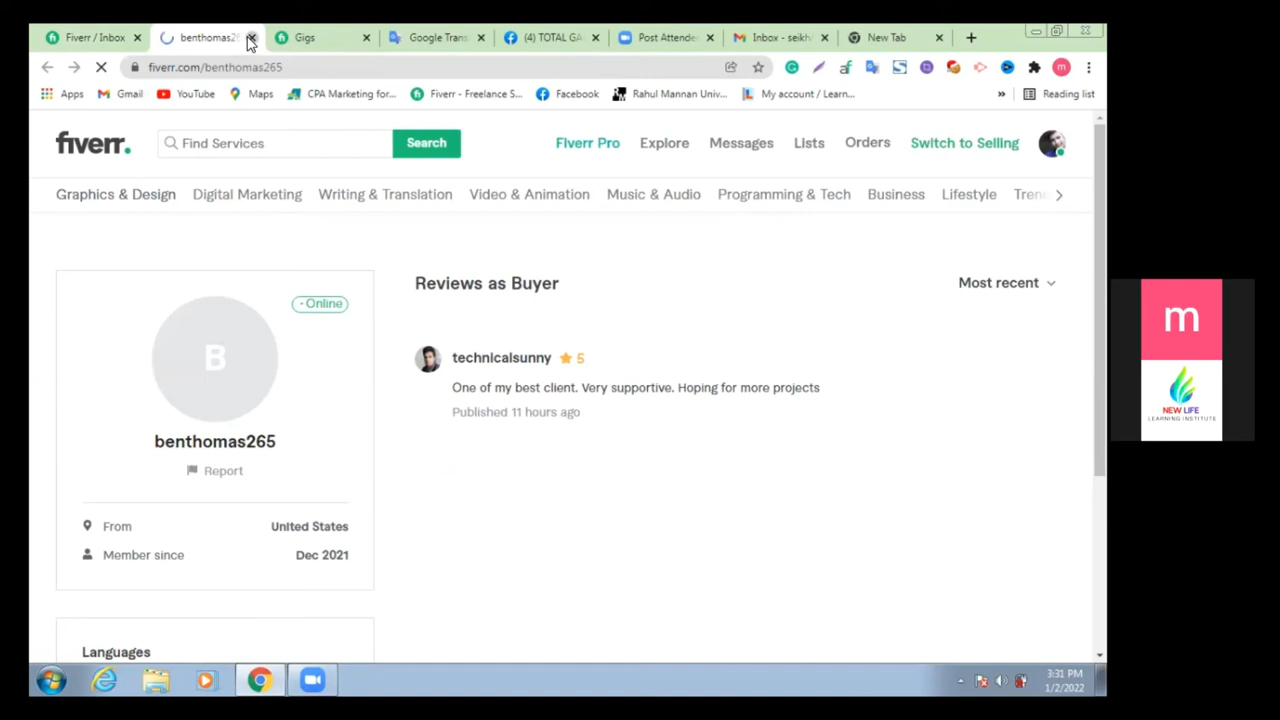 Fiverr / Inbox
benthomas2
Gigs
Google Trans
(4) TOTAL GA
Post Attende
Inbox - seikh
New Tab
fiverr.com/benthomas265
m
Apps
Gmail
YouTube
Maps
CPA Marketing for...
Fiverr - Freelance S...
Facebook
Rahul Mannan Univ...
My account / Learn...
»
Reading list
fiverr.
Find Services
Search
Fiverr Pro
Explore
Messages
Lists
Orders
Switch to Selling
Graphics & Design
Digital Marketing
Writing & Translation
Video & Animation
Music & Audio
Programming & Tech
Business
Lifestyle
Tren
Online
B
benthomas265
Report
From
United States
Member since
Dec 2021
Languages
Reviews as Buyer
Most recent
technicalsunny
5
One of my best client. Very supportive. Hoping for more projects
Published 11 hours ago
m
NEW LIFE
LEARNING INSTITUTE
3:31 PM
1/2/2022